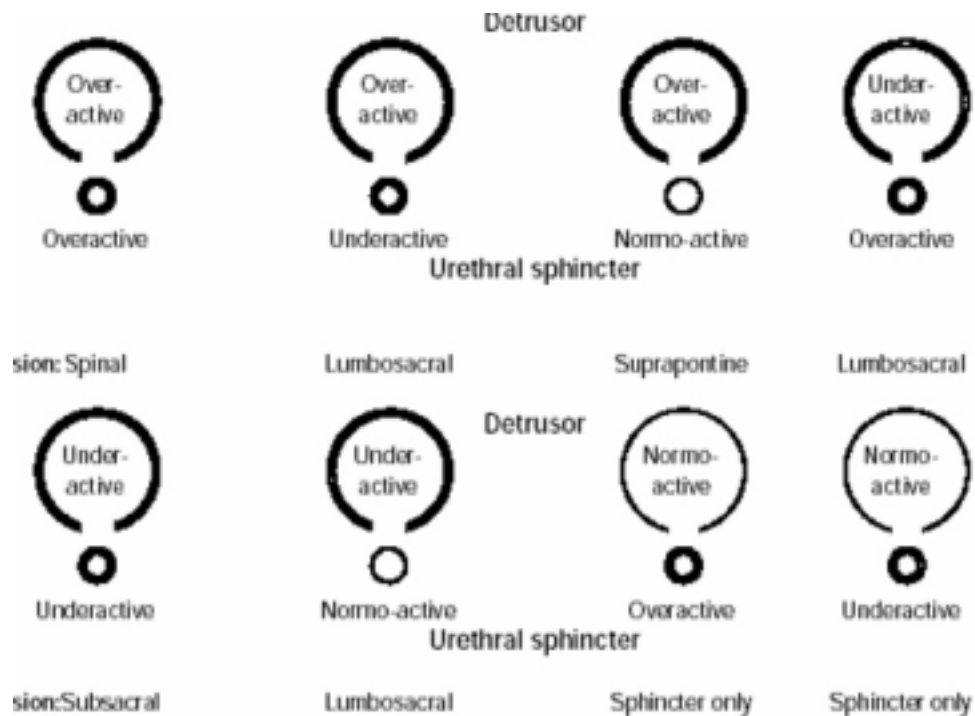 Detrusor
Over-
active
Over-
active
Over-
active
Under-
active
Overactive
Underactive
Normo-active
Overactive
Urethral sphincter
sion: Spinal
Lumbosacral
Suprapontine
Lumbosacral
Detrusor
Under-
active
Under-
active
Normo-
active
Normo-
active
Underactive
Normo-active
Overactive
Underactive
Urethral sphincter
sion:Subsacral
Lumbosacral
Sphincter only
Sphincter only